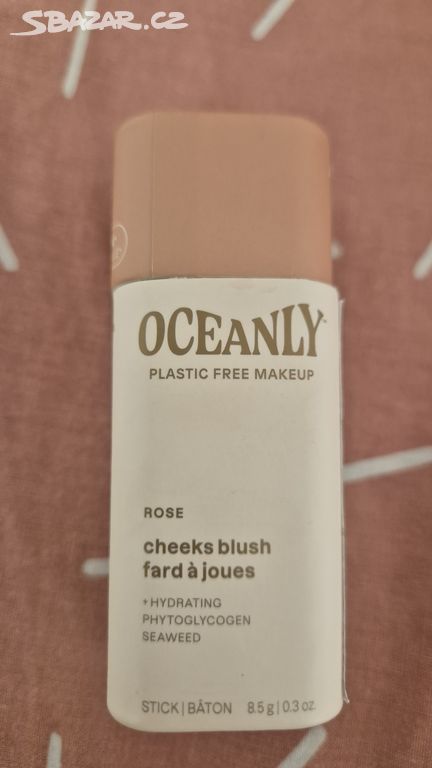 SBAZAR.CZ
OCEANLY™
PLASTIC FREE MAKEUP
ROSE
cheeks blush
fard à joues
+HYDRATING
PHYTOGLYCOGEN
SEAWEED
STICK | BÂTON 8.5 g | 0.3 oz.